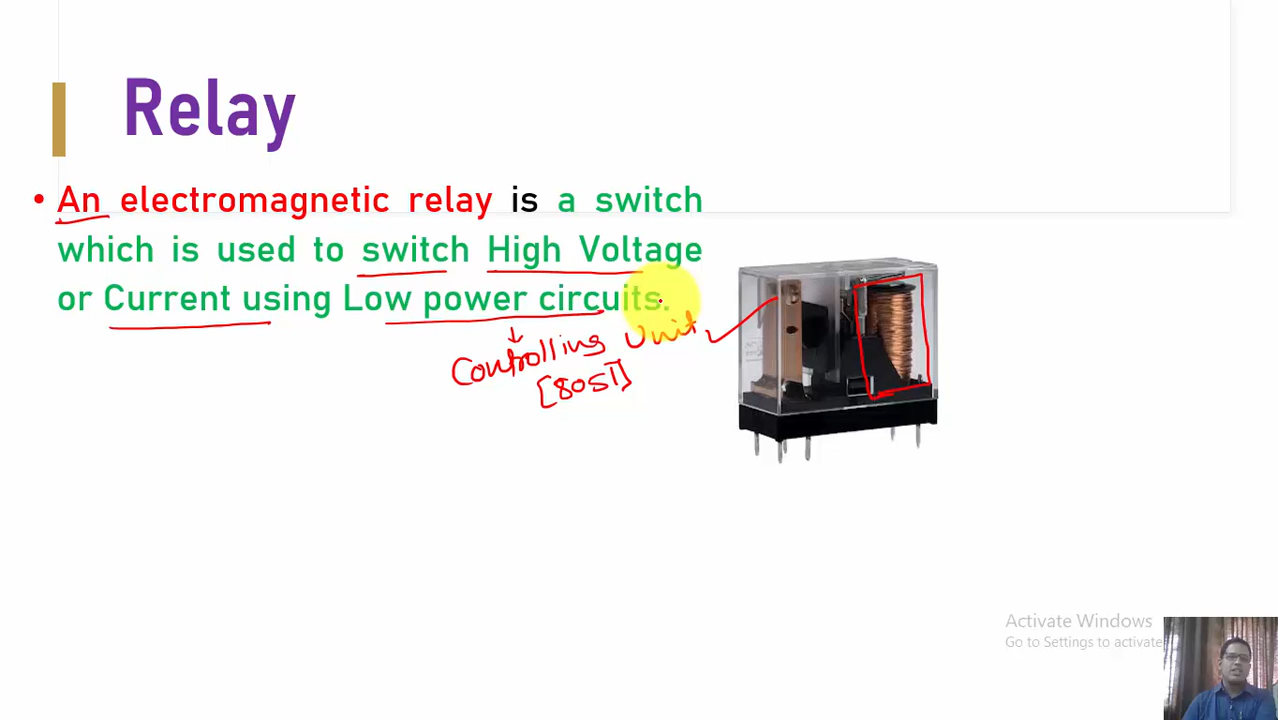 Relay
• An electromagnetic relay is a switch
which is used to switch High Voltage
or Current using Low power circuits.
Controlling Unit
[8051]
Activate Windows
Go to Settings to activate